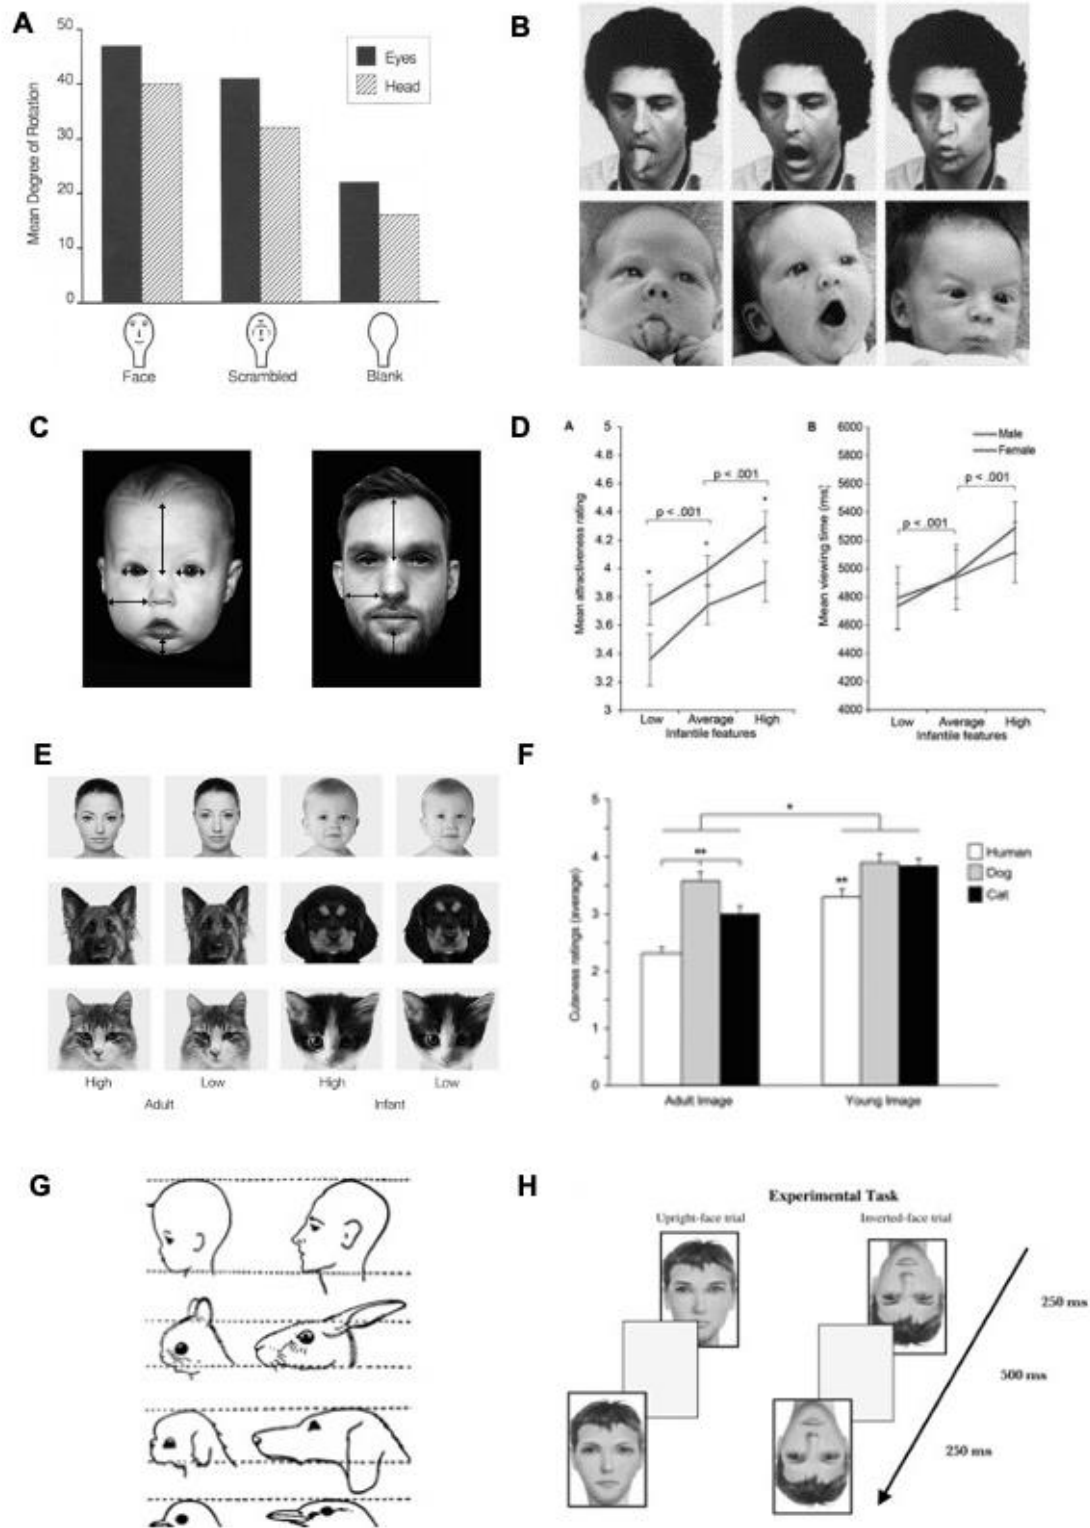 A
50
40
30
20
10
0
Mean Degree of Rotation
Eyes
Head
Face
Scrambled
Blank
B
C
D
A
5
4.8
4.6
4.4
4.2
4
3.8
3.6
3.4
3.2
3
Mean attractiveness rating
p < .001
p < .001
*
*
*
Low
Average
High
Infantile features
B
6000
5800
5600
5400
5200
5000
4800
4600
4400
4200
4000
Mean viewing time (ms)
Male
Female
p < .001
p < .001
Low
Average
High
Infantile features
E
High
Low
High
Low
Adult
Infant
F
5
4
3
2
1
0
Cuteness ratings (average)
*
**
**
Human
Dog
Cat
Adult Image
Young Image
G
H
Experimental Task
Upright-face trial
Inverted-face trial
250 ms
500 ms
250 ms